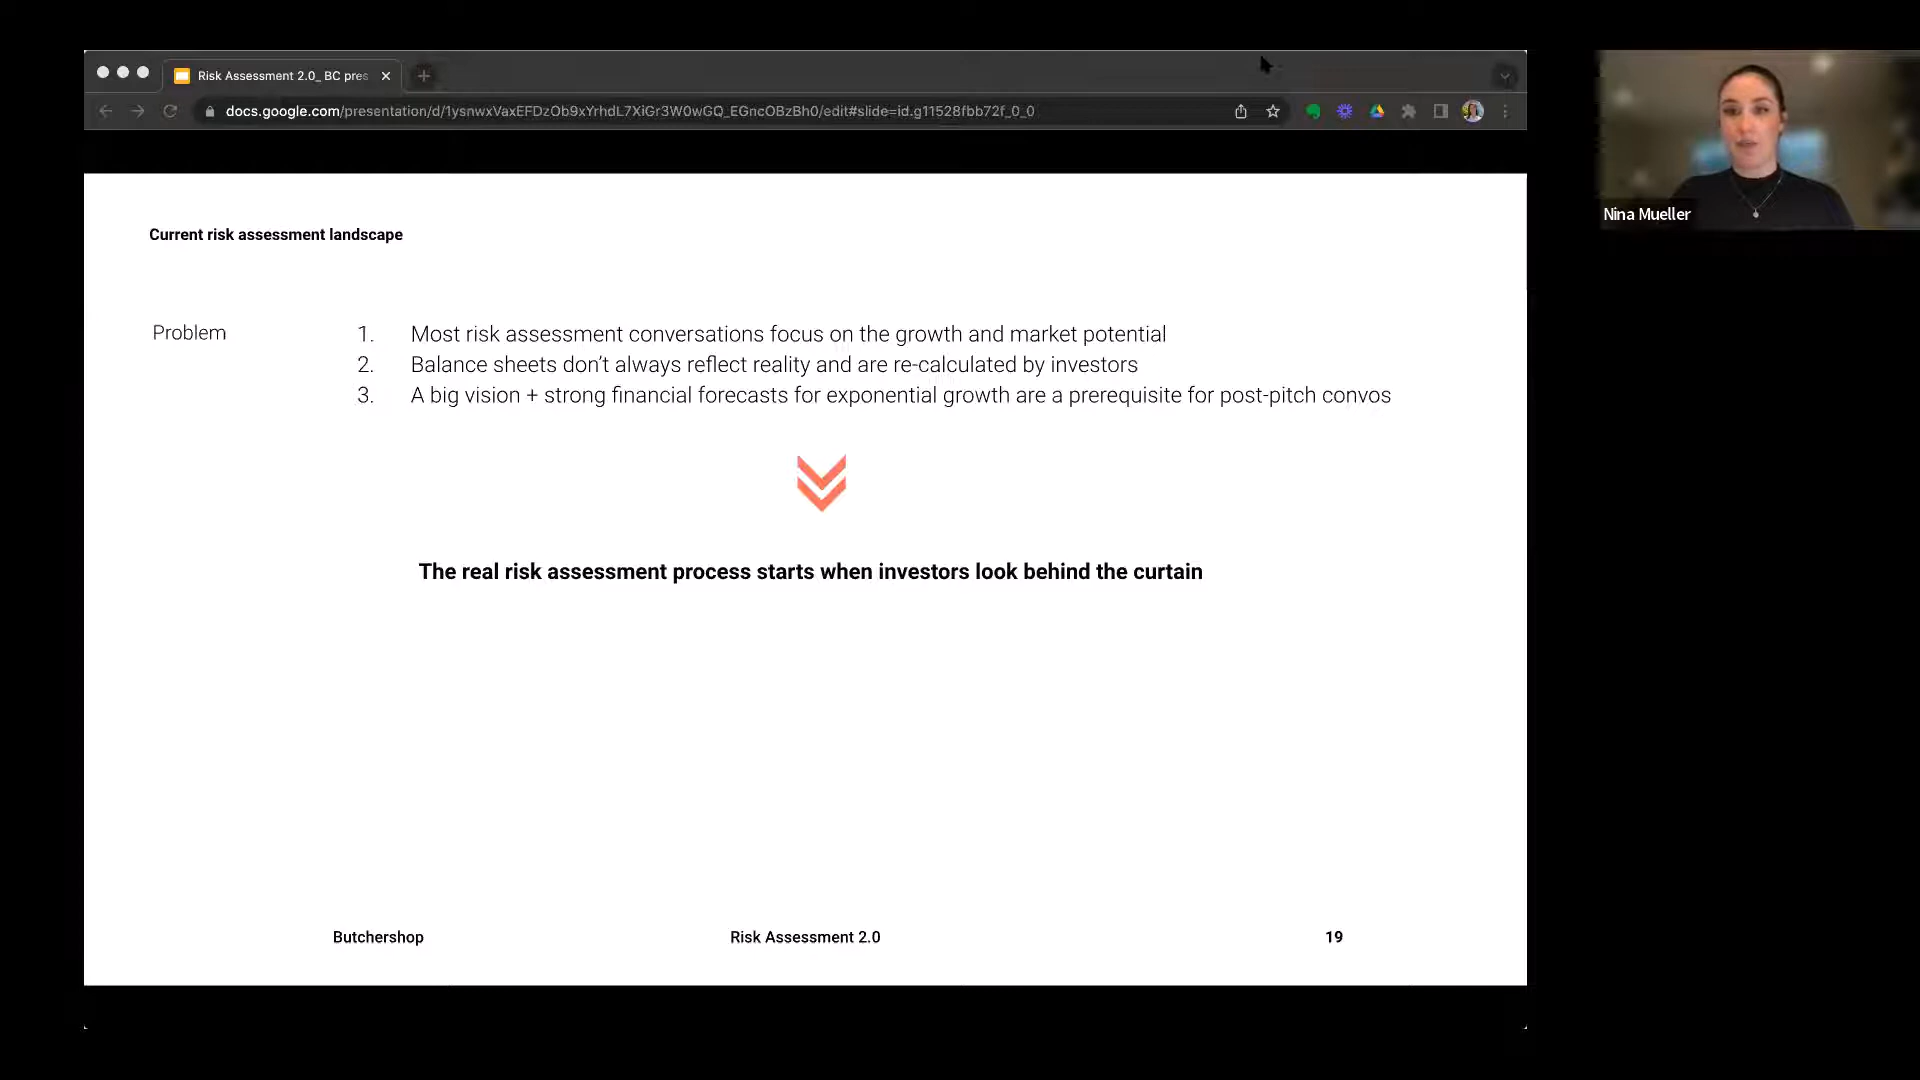 Risk Assessment 2.0_ BC pres
docs.google.com/presentation/d/1ysnwxVaxEFDzOb9xYrhdL7XiGr3W0wGQ_EGncOBzBh0/edit#slide=id.g11528fbb72f_0_0
Nina Mueller
Current risk assessment landscape
Problem
1. Most risk assessment conversations focus on the growth and market potential
2. Balance sheets don’t always reflect reality and are re-calculated by investors
3. A big vision + strong financial forecasts for exponential growth are a prerequisite for post-pitch convos
The real risk assessment process starts when investors look behind the curtain
Butchershop
Risk Assessment 2.0
19